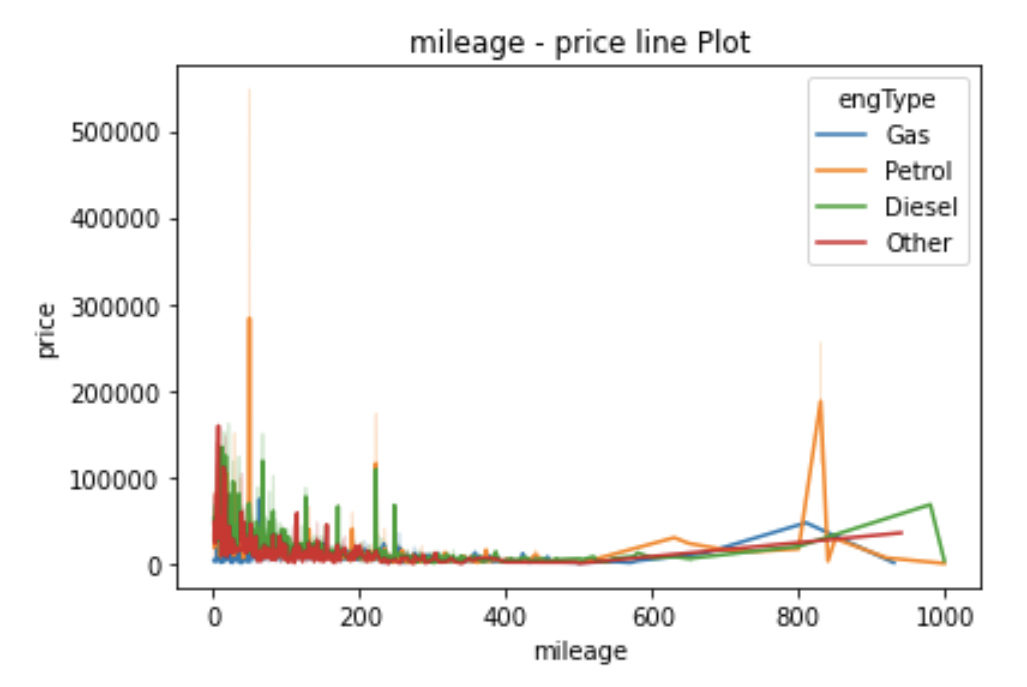 mileage - price line Plot
engType
Gas
Petrol
Diesel
Other
price
500000
400000
300000
200000
100000
0
0 200 400 600 800 1000
mileage